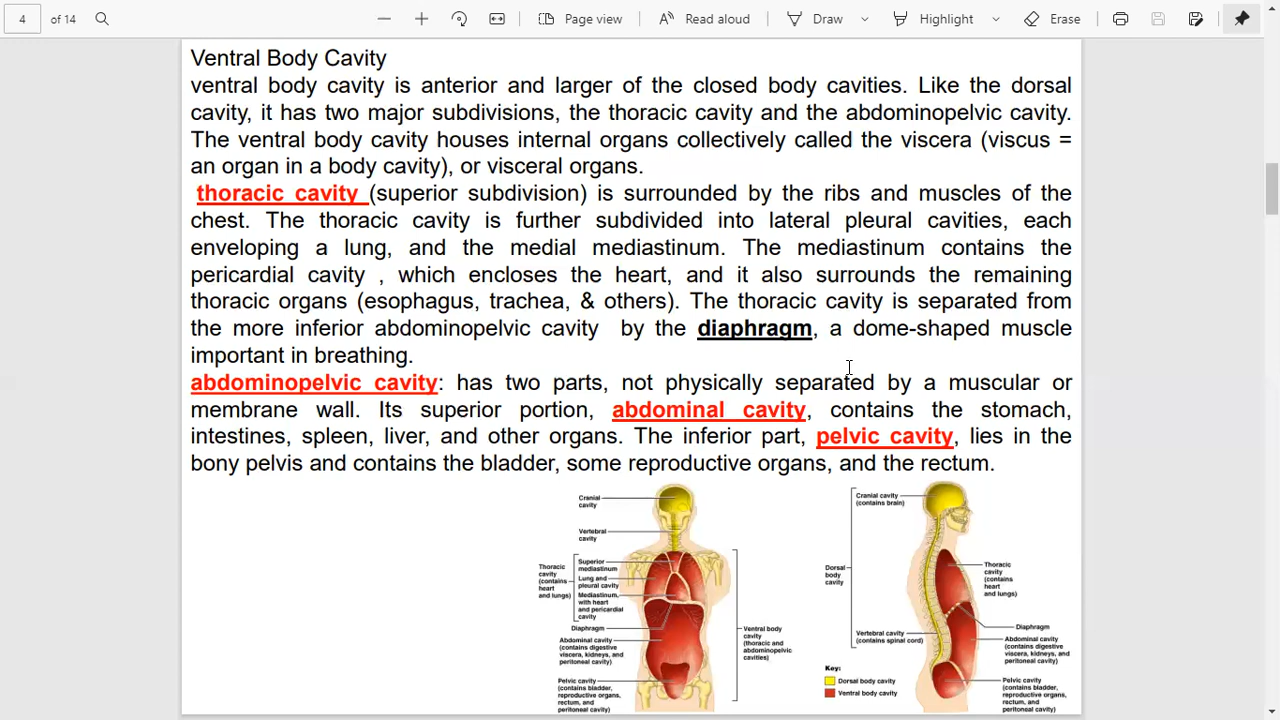 4 of 14 Page view Read aloud Draw Highlight Erase
Ventral Body Cavity
ventral body cavity is anterior and larger of the closed body cavities. Like the dorsal
cavity, it has two major subdivisions, the thoracic cavity and the abdominopelvic cavity.
The ventral body cavity houses internal organs collectively called the viscera (viscus =
an organ in a body cavity), or visceral organs.
thoracic cavity (superior subdivision) is surrounded by the ribs and muscles of the
chest. The thoracic cavity is further subdivided into lateral pleural cavities, each
enveloping a lung, and the medial mediastinum. The mediastinum contains the
pericardial cavity , which encloses the heart, and it also surrounds the remaining
thoracic organs (esophagus, trachea, & others). The thoracic cavity is separated from
the more inferior abdominopelvic cavity by the diaphragm, a dome-shaped muscle
important in breathing.
abdominopelvic cavity: has two parts, not physically separated by a muscular or
membrane wall. Its superior portion, abdominal cavity, contains the stomach,
intestines, spleen, liver, and other organs. The inferior part, pelvic cavity, lies in the
bony pelvis and contains the bladder, some reproductive organs, and the rectum.
Cranial
cavity
Vertebral
cavity
Thoracic
cavity
(contains
heart
and lungs)
Superior
mediastinum
Lung and
pleural cavity
Mediastinum,
with heart
and pericardial
cavity
Diaphragm
Abdominal cavity
(contains digestive
viscera, kidneys, and
peritoneal cavity)
Pelvic cavity
(contains bladder,
reproductive organs,
rectum, and
peritoneal cavity)
Ventral body
cavity
(thoracic and
abdominopelvic
cavities)
Cranial cavity
(contains brain)
Dorsal
body
cavity
Vertebral cavity
(contains spinal cord)
Thoracic
cavity
(contains
heart
and lungs)
Diaphragm
Abdominal cavity
(contains digestive
viscera, kidneys, and
peritoneal cavity)
Pelvic cavity
(contains bladder,
reproductive organs,
rectum, and
peritoneal cavity)
Key:
Dorsal body cavity
Ventral body cavity